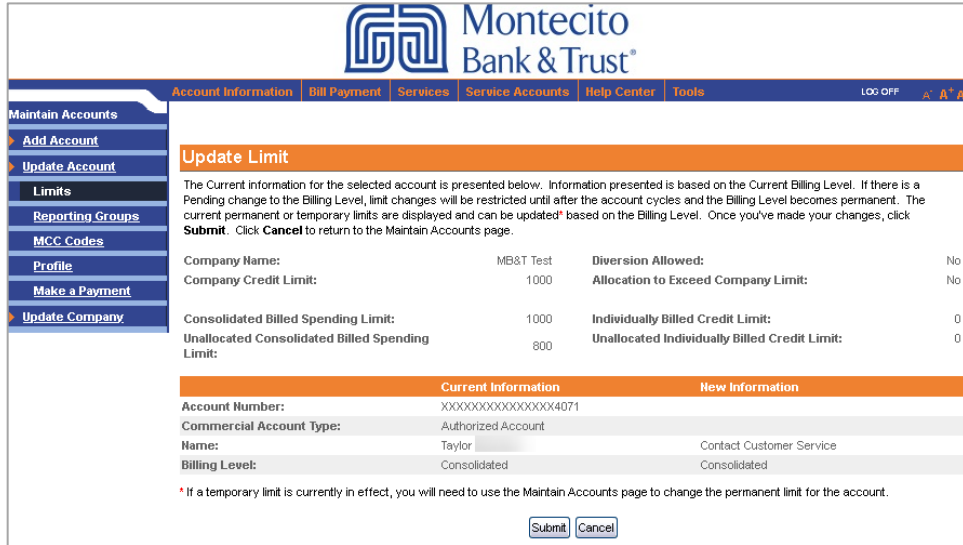 Montecito
Bank & Trust®
Account Information Bill Payment Services Service Accounts Help Center Tools LOG OFF A- A+ A
Maintain Accounts
Add Account
Update Account
Limits
Reporting Groups
MCC Codes
Profile
Make a Payment
Update Company
Update Limit
The Current information for the selected account is presented below. Information presented is based on the Current Billing Level. If there is a
Pending change to the Billing Level, limit changes will be restricted until after the account cycles and the Billing Level becomes permanent. The
current permanent or temporary limits are displayed and can be updated* based on the Billing Level. Once you've made your changes, click
Submit. Click Cancel to return to the Maintain Accounts page.
Company Name: MB&T Test Diversion Allowed: No
Company Credit Limit: 1000 Allocation to Exceed Company Limit: No
Consolidated Billed Spending Limit: 1000 Individually Billed Credit Limit: 0
Unallocated Consolidated Billed Spending
Limit: 800 Unallocated Individually Billed Credit Limit: 0
Current Information New Information
Account Number: XXXXXXXXXXXXXXX4071
Commercial Account Type: Authorized Account
Name: Taylor Contact Customer Service
Billing Level: Consolidated Consolidated
* If a temporary limit is currently in effect, you will need to use the Maintain Accounts page to change the permanent limit for the account.
Submit Cancel